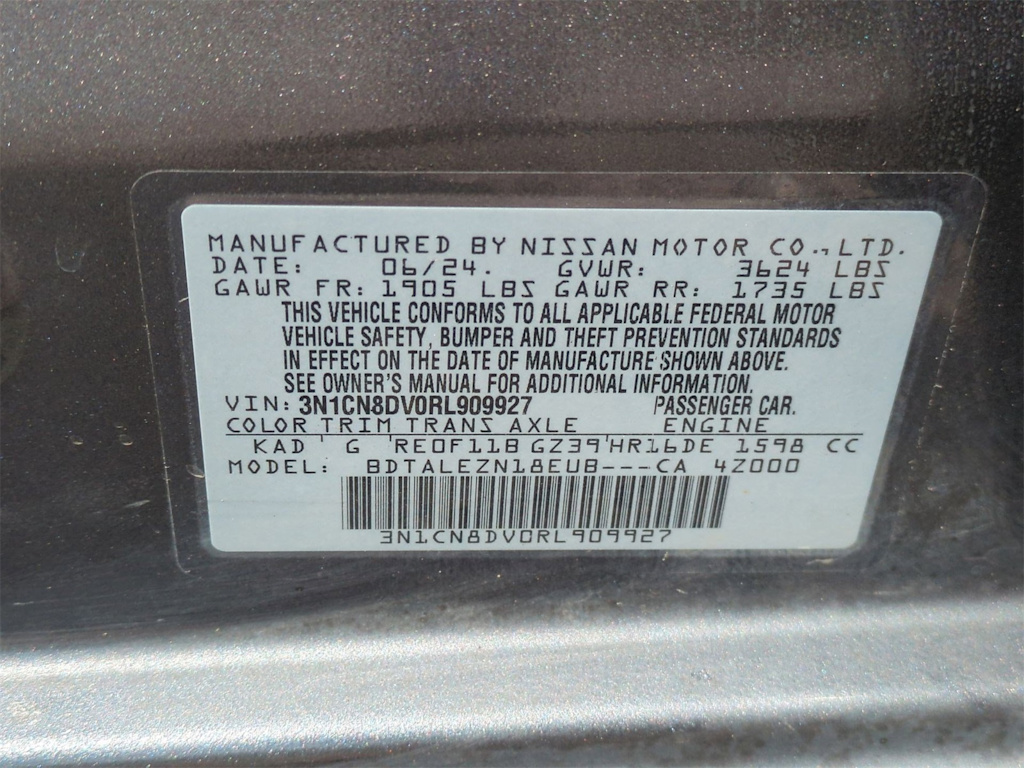 MANUFACTURED BY NISSAN MOTOR CO., LTD.
DATE: 06/24. GVWR: 3624 LBS
GAWR FR: 1905 LBS GAWR RR: 1735 LBS
THIS VEHICLE CONFORMS TO ALL APPLICABLE FEDERAL MOTOR
VEHICLE SAFETY, BUMPER AND THEFT PREVENTION STANDARDS
IN EFFECT ON THE DATE OF MANUFACTURE SHOWN ABOVE.
SEE OWNER'S MANUAL FOR ADDITIONAL INFORMATION.
VIN: 3N1CN8DV0RL909927 PASSENGER CAR.
COLOR TRIM TRANS AXLE ENGINE
KAD ' G 'RE0F11B GZ39'HR16DE 1598 CC
MODEL: BDTALEZN18EUB---CA 4Z000
3N1CN8DV0RL909927